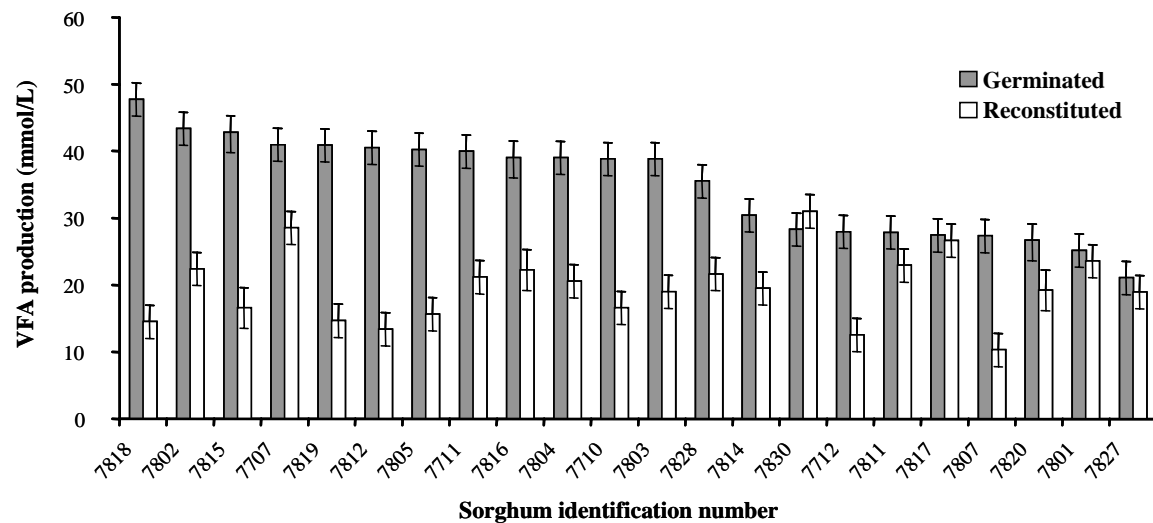 60
50
40
30
20
10
0
VFA production (mmol/L)
Germinated
Reconstituted
7818 7802 7815 7707 7819 7812 7805 7711 7816 7804 7710 7803 7828 7814 7830 7712 7811 7817 7807 7820 7801 7827
Sorghum identification number